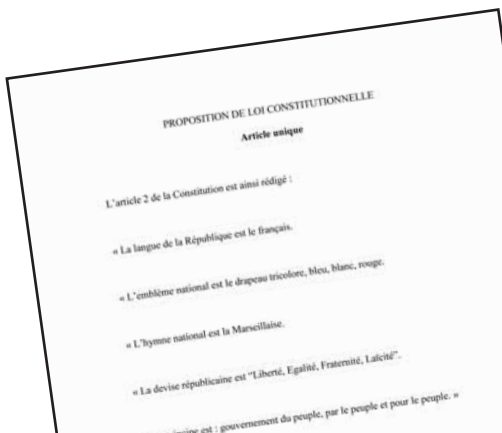 PROPOSITION DE LOI CONSTITUTIONNELLE
Article unique
L'article 2 de la Constitution est ainsi rédigé :
« La langue de la République est le français.
« L'emblème national est le drapeau tricolore, bleu, blanc, rouge.
« L'hymne national est la Marseillaise.
« La devise républicaine est "Liberté, Egalité, Fraternité, Laïcité".
est : gouvernement du peuple, par le peuple et pour le peuple. »